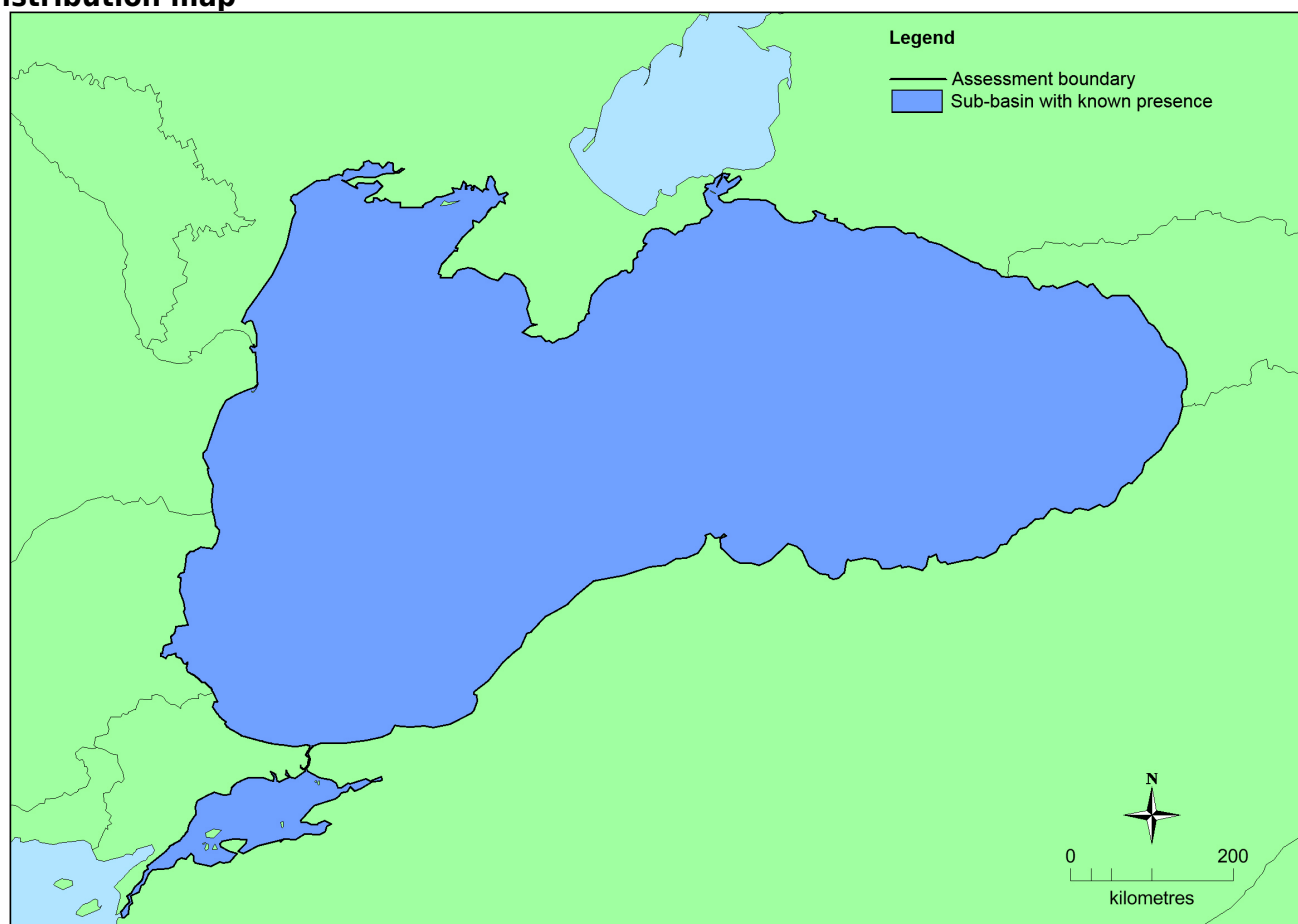 Legend
Assessment boundary
Sub-basin with known presence
N
0 200
kilometres